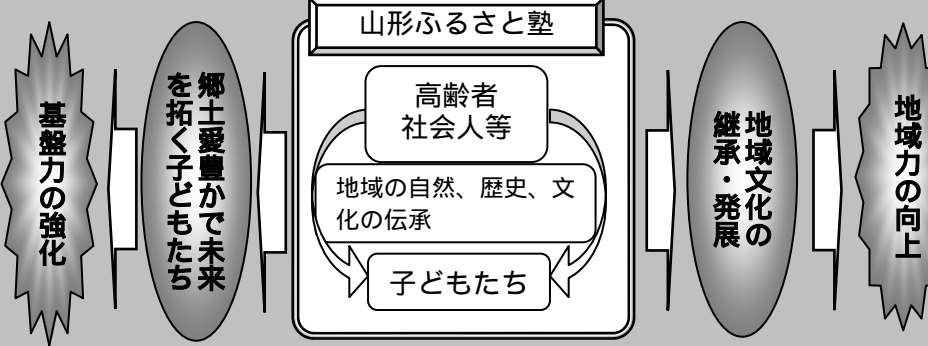 山形ふるさと塾
高齢者
社会人等
地域の自然、歴史、文
化の伝承
子どもたち
郷土愛豊かで未来
を拓く子どもたち
基盤力の強化
地域文化の
継承・発展
地域力の向上